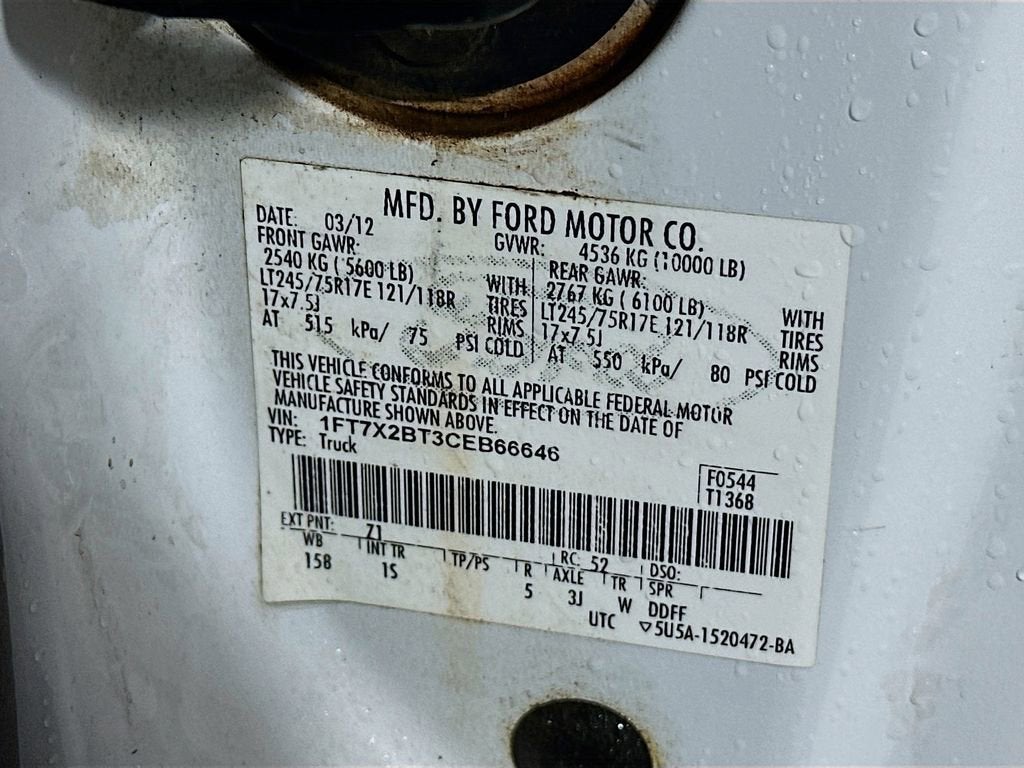 MFD. BY FORD MOTOR CO.
DATE: 03/12 GVWR: 4536 KG (10000 LB)
FRONT GAWR: REAR GAWR:
2540 KG ( 5600 LB) WITH 2767 KG ( 6100 LB) WITH
LT245/75R17E 121/118R TIRES LT245/75R17E 121/118R TIRES
17x7.5J RIMS 17x7.5J RIMS
AT 515 kPa/ 75 PSI COLD AT 550 kPa/ 80 PSI COLD
THIS VEHICLE CONFORMS TO ALL APPLICABLE FEDERAL MOTOR
VEHICLE SAFETY STANDARDS IN EFFECT ON THE DATE OF
MANUFACTURE SHOWN ABOVE.
VIN: 1FT7X2BT3CEB66646
TYPE: Truck
F0544
T1368
EXT PNT: Z1 RC: 52 DSO:
WB INT TR TP/PS R AXLE TR SPR
158 1S 5 3J W DDFF
UTC ▽5U5A-1520472-BA